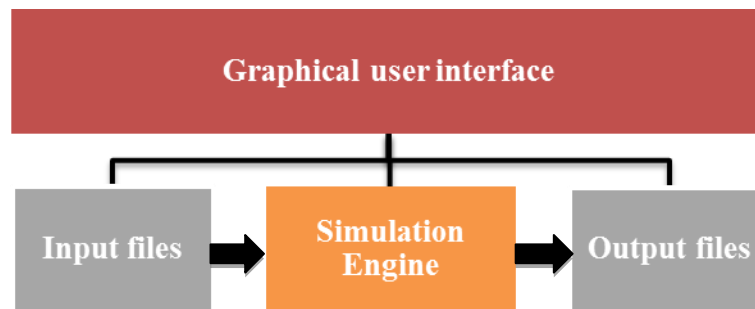 Graphical user interface
Input files
Simulation
Engine
Output files